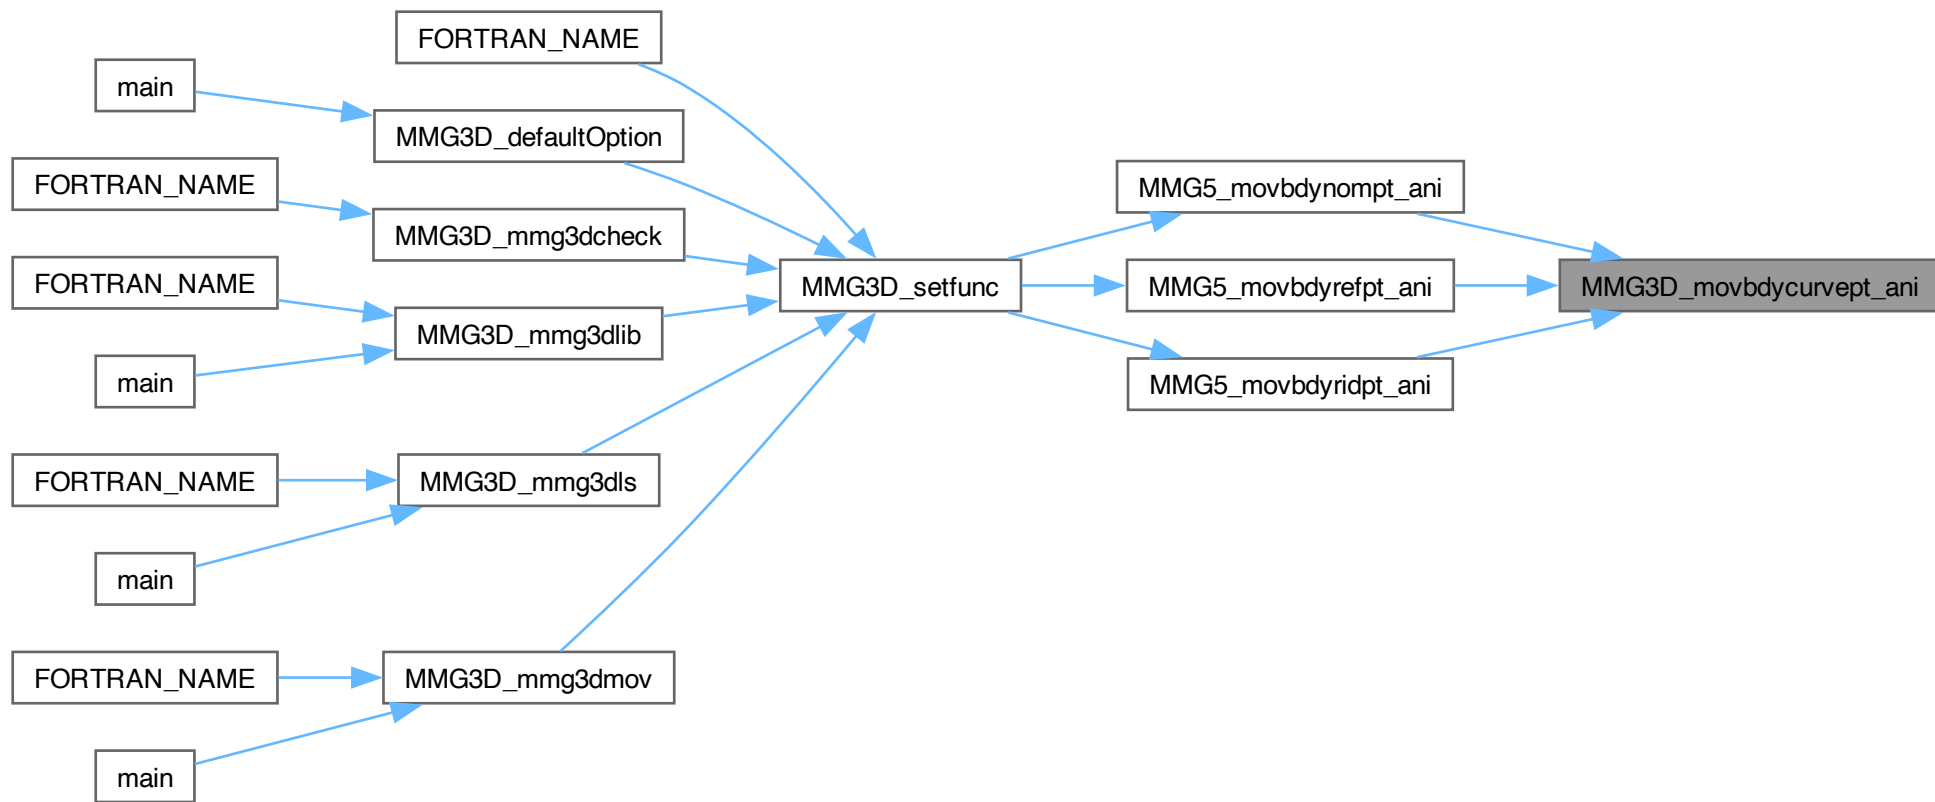 FORTRAN_NAME
main
MMG3D_defaultOption
FORTRAN_NAME
MMG5_movbdynompt_ani
MMG3D_mmg3dcheck
FORTRAN_NAME
MMG3D_setfunc
MMG5_movbdyrefpt_ani
MMG3D_movbdycurvept_ani
MMG3D_mmg3dlib
main
MMG5_movbdyridpt_ani
FORTRAN_NAME
MMG3D_mmg3dls
main
FORTRAN_NAME
MMG3D_mmg3dmov
main